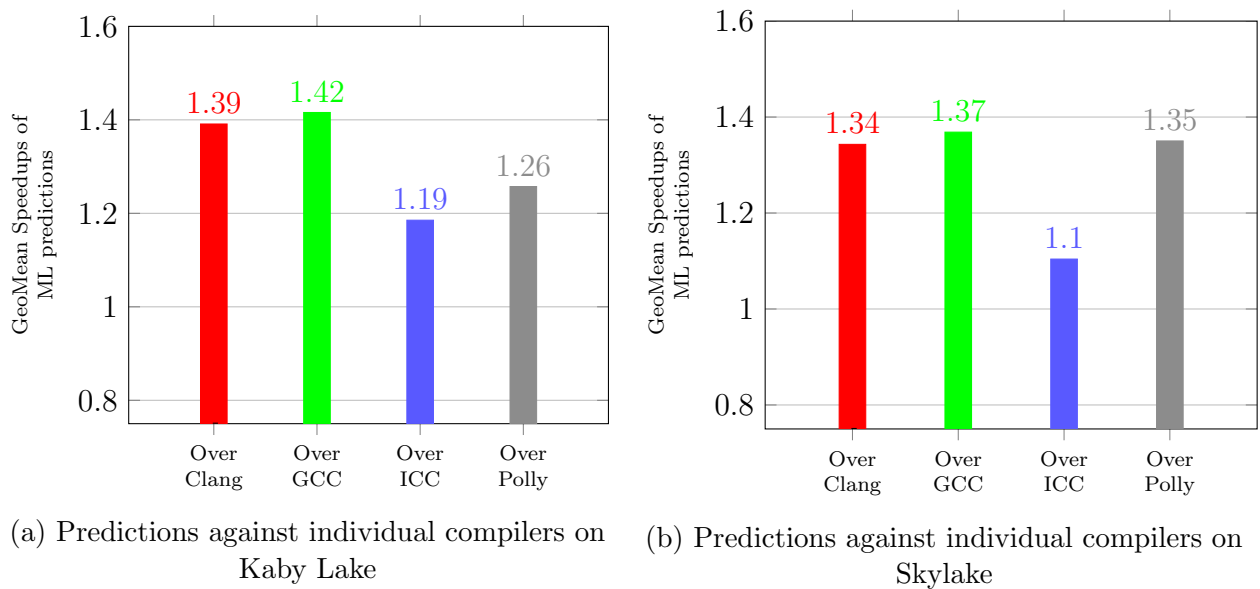 GeoMean Speedups of
ML predictions
1.6
1.4
1.2
1
0.8
1.39
1.42
1.19
1.26
Over
Clang
Over
GCC
Over
ICC
Over
Polly
(a) Predictions against individual compilers on
Kaby Lake
GeoMean Speedups of
ML predictions
1.6
1.4
1.2
1
0.8
1.34
1.37
1.1
1.35
Over
Clang
Over
GCC
Over
ICC
Over
Polly
(b) Predictions against individual compilers on
Skylake